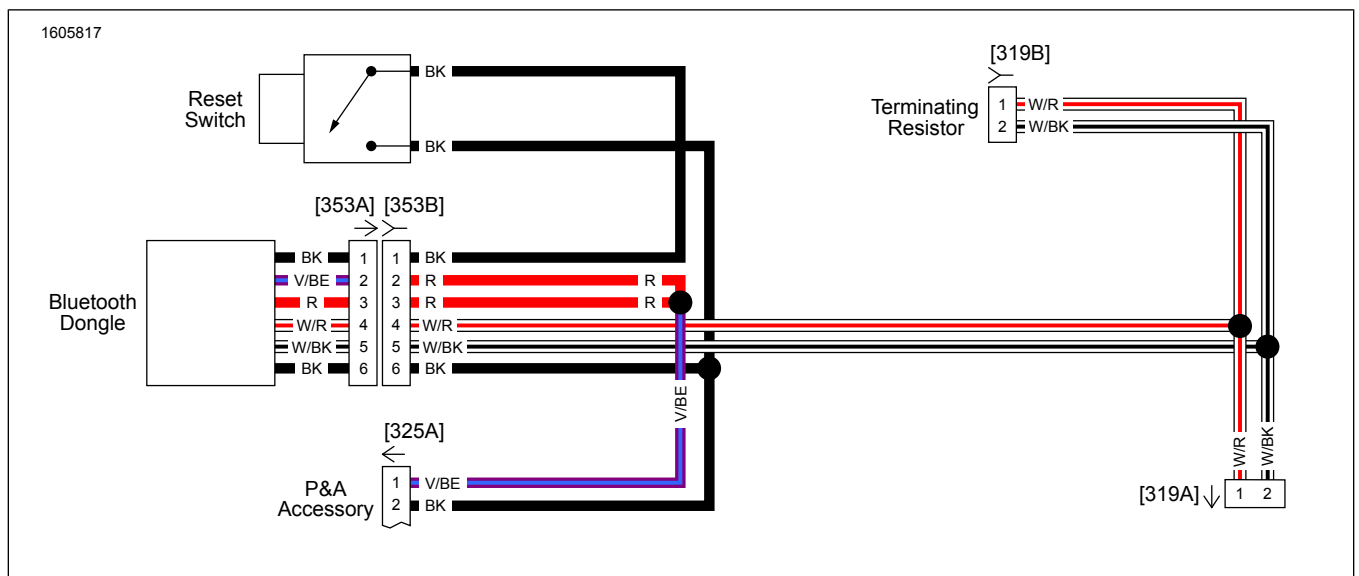 1605817
Reset
Switch
BK
BK
[319B]
Terminating
Resistor
1 W/R
2 W/BK
[353A] [353B]
Bluetooth
Dongle
BK 1 1 BK
V/BE 2 2 R R
R 3 3 R R
W/R 4 4 W/R
W/BK 5 5 W/BK
BK 6 6 BK
V/BE
[325A]
P&A
Accessory
1 V/BE
2 BK
W/R
W/BK
[319A] 1 2